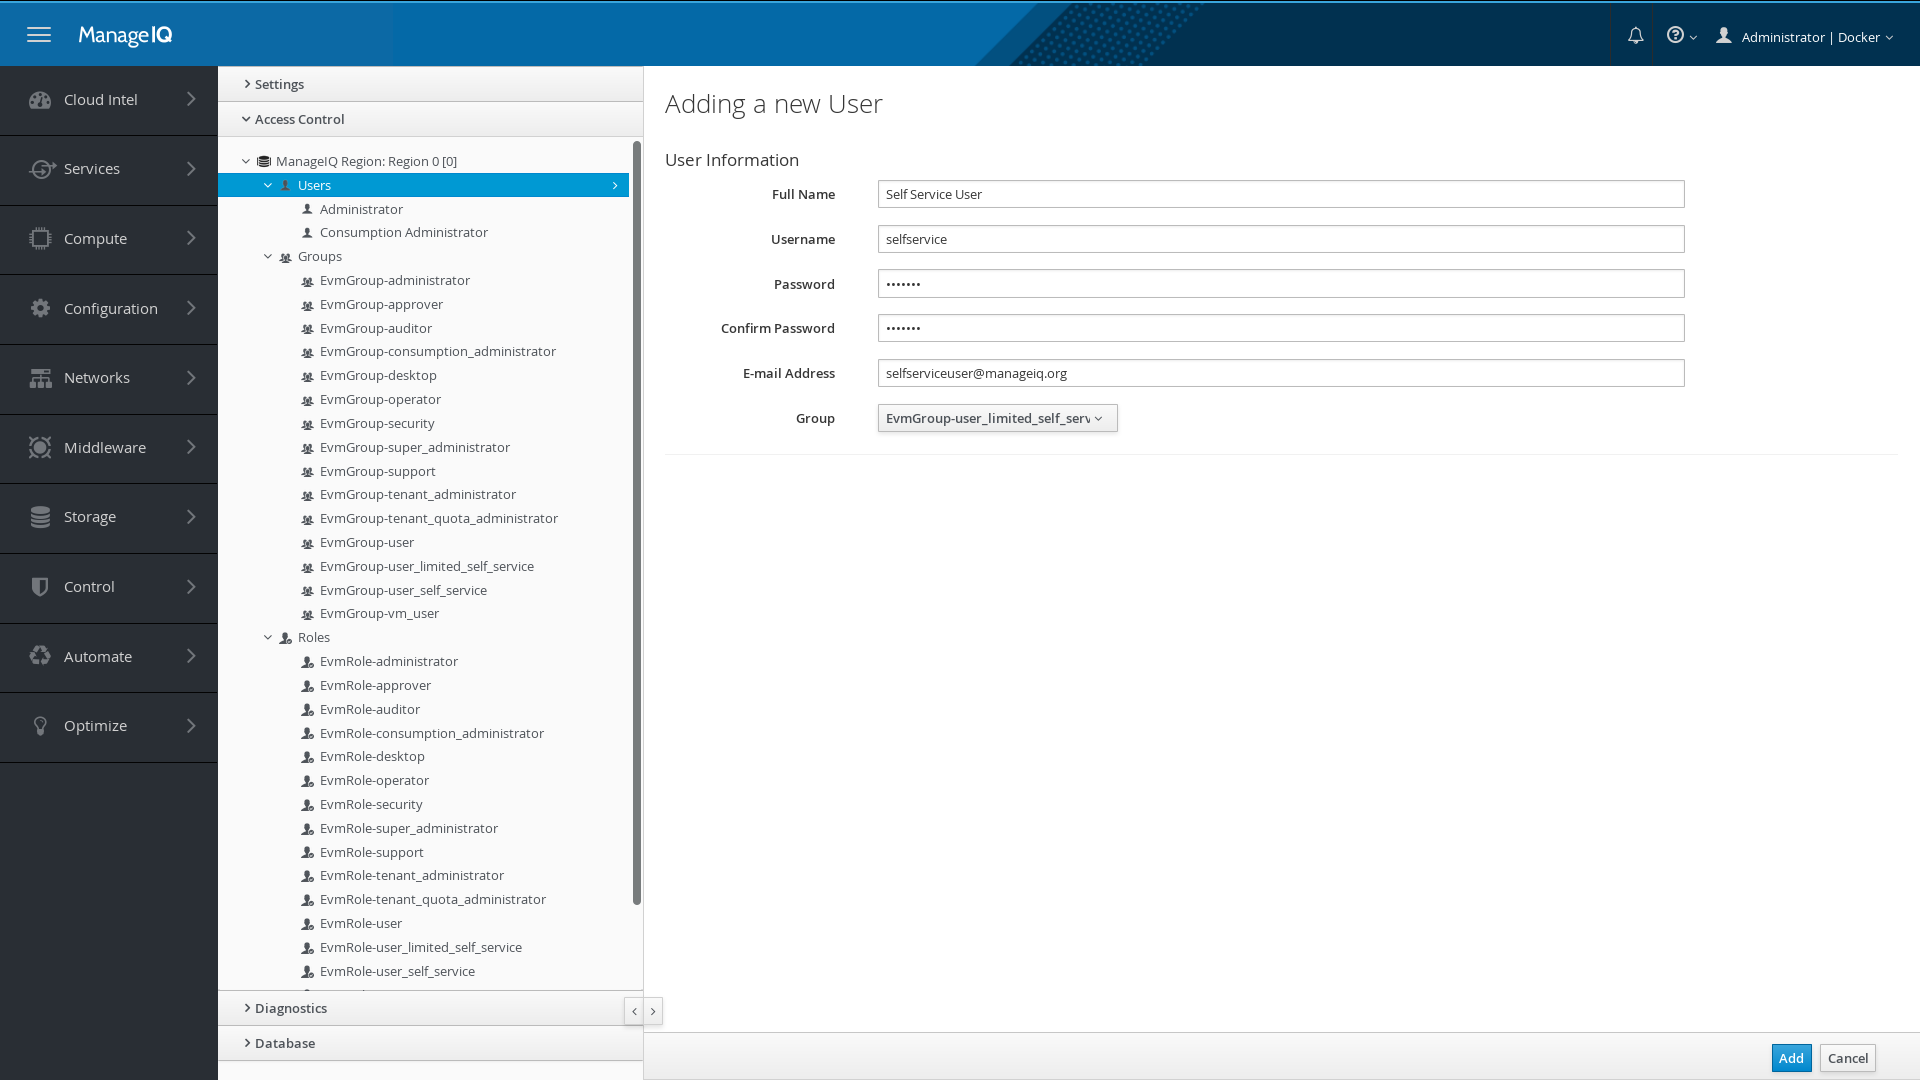 ManageIQ
Administrator | Docker
Cloud Intel
Services
Compute
Configuration
Networks
Middleware
Storage
Control
Automate
Optimize
Settings
Access Control
ManageIQ Region: Region 0 [0]
Users
Administrator
Consumption Administrator
Groups
EvmGroup-administrator
EvmGroup-approver
EvmGroup-auditor
EvmGroup-consumption_administrator
EvmGroup-desktop
EvmGroup-operator
EvmGroup-security
EvmGroup-super_administrator
EvmGroup-support
EvmGroup-tenant_administrator
EvmGroup-tenant_quota_administrator
EvmGroup-user
EvmGroup-user_limited_self_service
EvmGroup-user_self_service
EvmGroup-vm_user
Roles
EvmRole-administrator
EvmRole-approver
EvmRole-auditor
EvmRole-consumption_administrator
EvmRole-desktop
EvmRole-operator
EvmRole-security
EvmRole-super_administrator
EvmRole-support
EvmRole-tenant_administrator
EvmRole-tenant_quota_administrator
EvmRole-user
EvmRole-user_limited_self_service
EvmRole-user_self_service
Diagnostics
Database
Adding a new User
User Information
Full Name Self Service User
Username selfservice
Password •••••••
Confirm Password •••••••
E-mail Address selfserviceuser@manageiq.org
Group EvmGroup-user_limited_self_serv
Add Cancel